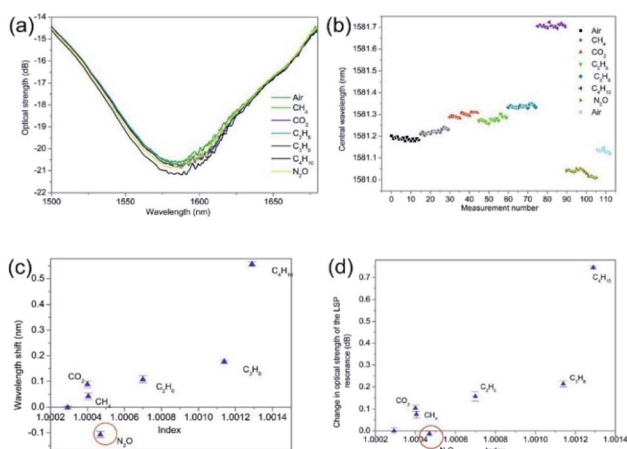 (a)
-14
-15
-16
-17
-18
-19
-20
-21
-22
Optical strength (dB)
Air
CH4
CO2
C2H6
C3H8
C4H10
N2O
1500
1550
1600
1650
Wavelength (nm)
(b)
1581.7
1581.6
1581.5
1581.4
1581.3
1581.2
1581.1
1581.0
Central wavelength (nm)
Air
CH4
CO2
C2H6
C3H8
C4H10
N2O
Air
0 10 20 30 40 50 60 70 80 90 100 110
Measurement number
(c)
0.5
0.4
0.3
0.2
0.1
0.0
-0.1
Wavelength shift (nm)
C4H10
CO2
CH4
C2H6
C3H8
N2O
1.0002 1.0004 1.0006 1.0008 1.0010 1.0012 1.0014
Index
(d)
0.7
0.6
0.5
0.4
0.3
0.2
0.1
0.0
Change in optical strength of the LSP
resonance (dB)
CO2
CH4
C2H6
C3H8
1.0002 1.0004 1.0006 1.0008 1.0010 1.0012 1.0014